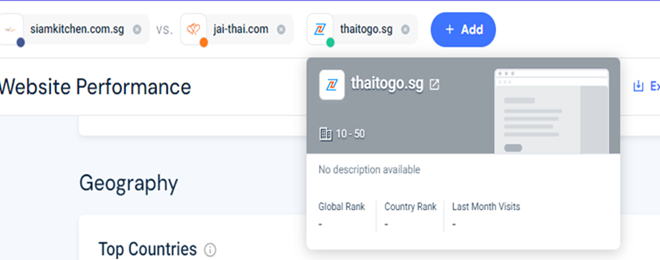 siamkitchen.com.sg vs. jai-thai.com thaitogo.sg + Add
Website Performance
thaitogo.sg
Ex
10 - 50
No description available
Geography
Global Rank Country Rank Last Month Visits
- - -
Top Countries